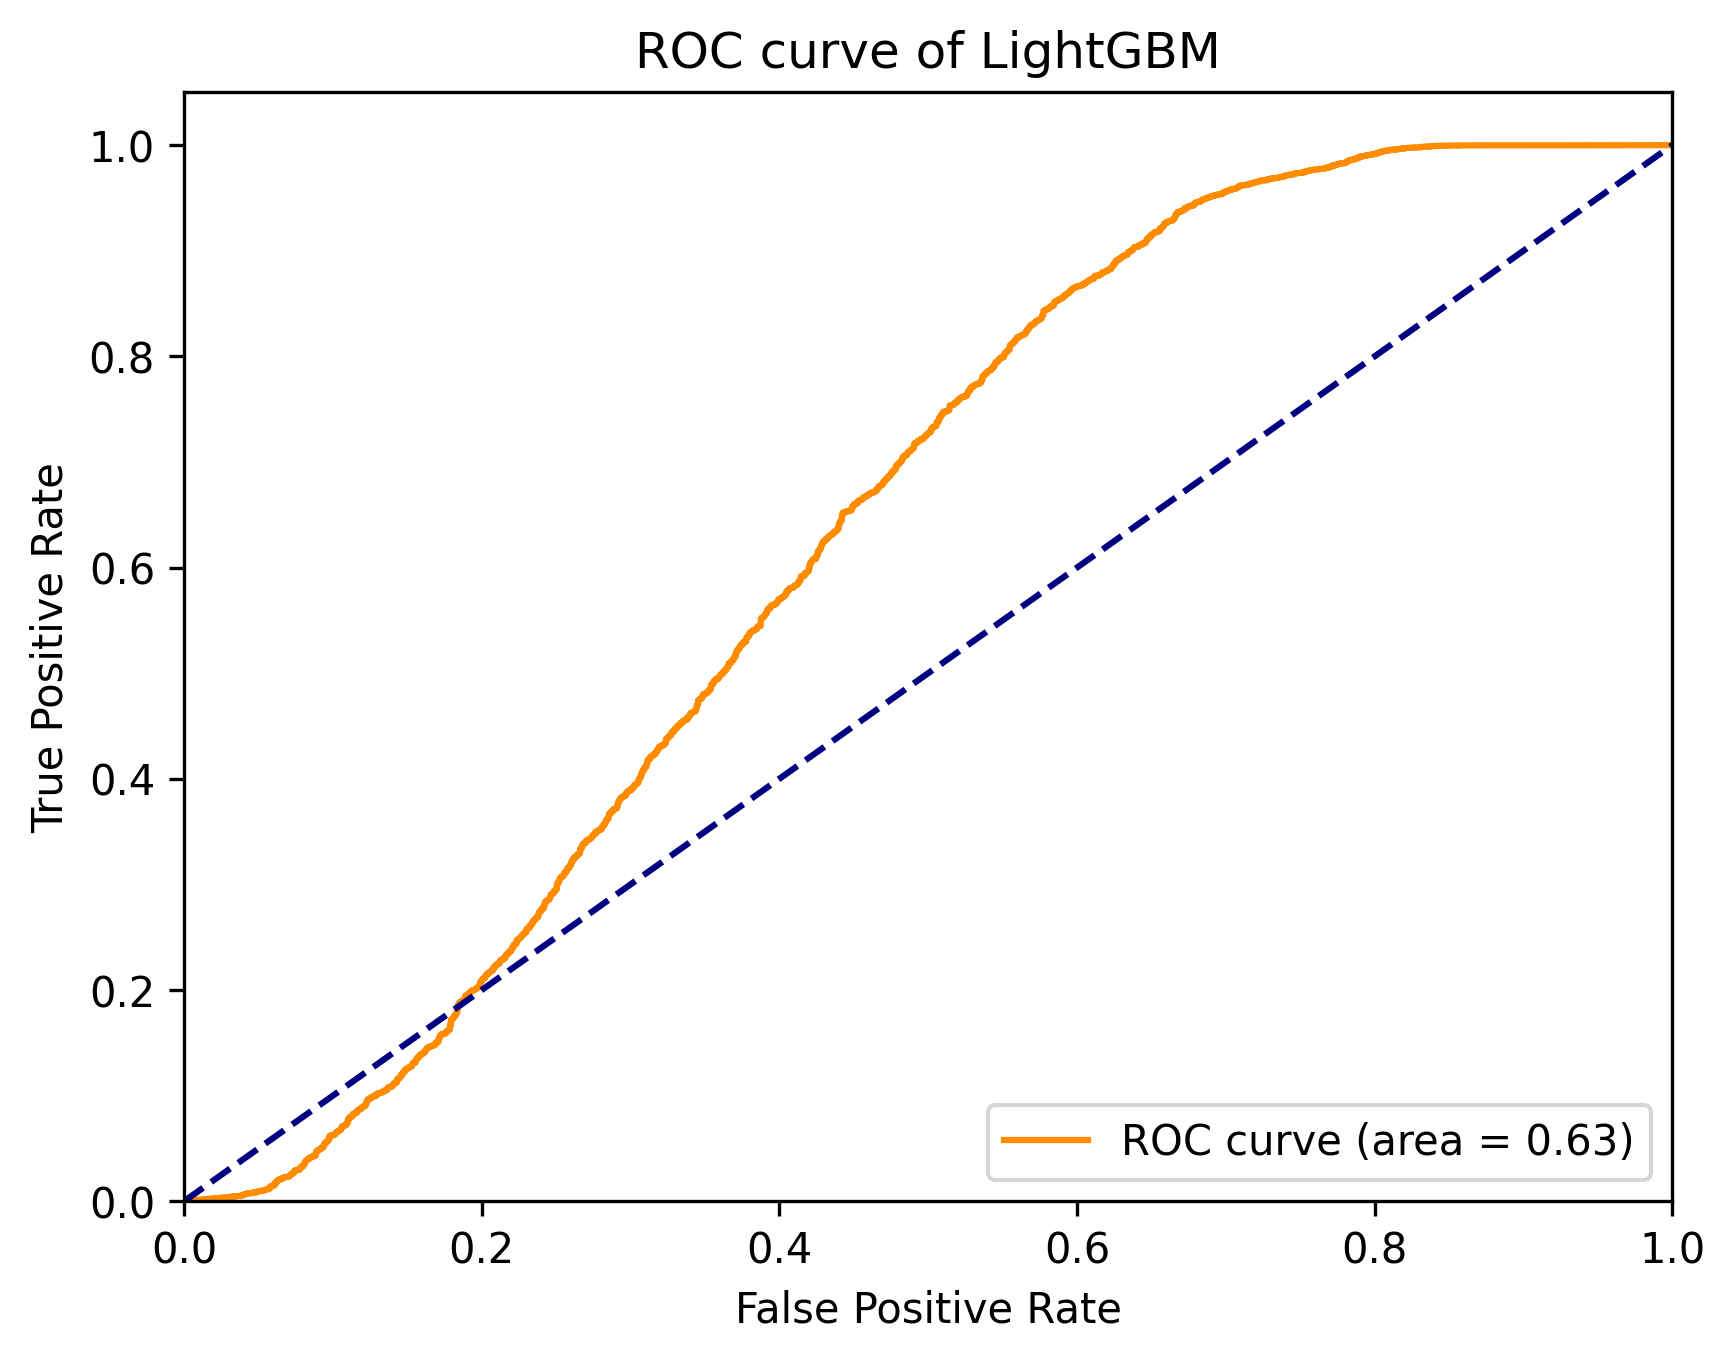 ROC curve of LightGBM
True Positive Rate
1.0
0.8
0.6
0.4
0.2
0.0
ROC curve (area = 0.63)
0.0 0.2 0.4 0.6 0.8 1.0
False Positive Rate